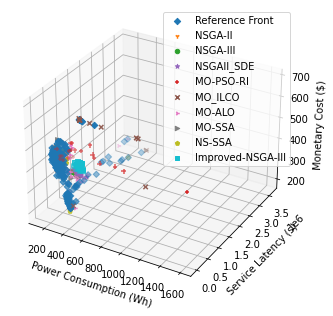 Reference Front
NSGA-II
NSGA-III
NSGAII_SDE
MO-PSO-RI
MO_ILCO
MO-ALO
MO-SSA
NS-SSA
Improved-NSGA-III
700
600
500
400
300
200
Monetary Cost ($)
200
400
600
800
1000
1200
1400
1600
Power Consumption (Wh)
0.0
0.5
1.0
1.5
2.0
2.5
3.0
3.5
Service Latency (s)